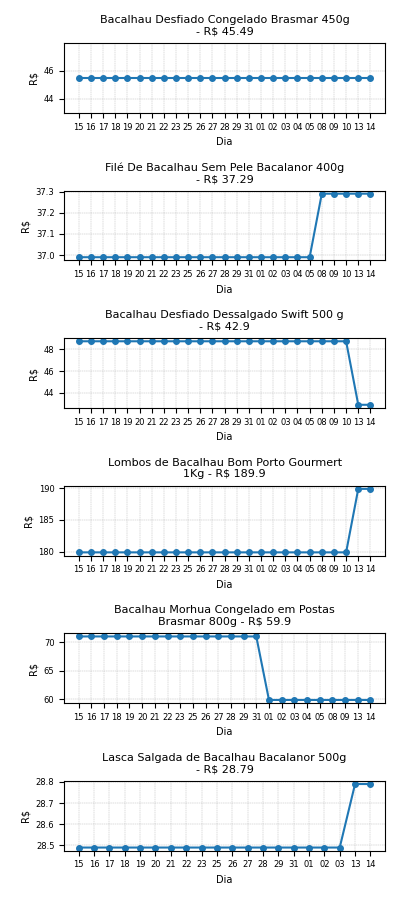 Bacalhau Desfiado Congelado Brasmar 450g
- R$ 45.49
46
44
R$
15 16 17 18 19 20 21 22 23 25 26 27 28 29 31 01 02 03 04 05 08 09 10 13 14
Dia
Filé De Bacalhau Sem Pele Bacalanor 400g
- R$ 37.29
37.3
37.2
37.1
37.0
R$
15 16 17 18 19 20 21 22 23 25 26 27 28 29 31 01 02 03 04 05 08 09 10 13 14
Dia
Bacalhau Desfiado Dessalgado Swift 500 g
- R$ 42.9
48
46
44
R$
15 16 17 18 19 20 21 22 23 25 26 27 28 29 31 01 02 03 04 05 08 09 10 13 14
Dia
Lombos de Bacalhau Bom Porto Gourmert
1Kg - R$ 189.9
190
185
180
R$
15 16 17 18 19 20 21 22 23 25 26 27 28 29 31 01 02 03 04 05 08 09 10 13 14
Dia
Bacalhau Morhua Congelado em Postas
Brasmar 800g - R$ 59.9
70
65
60
R$
15 16 17 18 19 20 21 22 23 25 26 27 28 29 31 01 02 03 04 05 08 09 13 14
Dia
Lasca Salgada de Bacalhau Bacalanor 500g
- R$ 28.79
28.8
28.7
28.6
28.5
R$
15 16 17 18 19 20 21 22 23 25 26 27 28 29 31 01 02 03 13 14
Dia